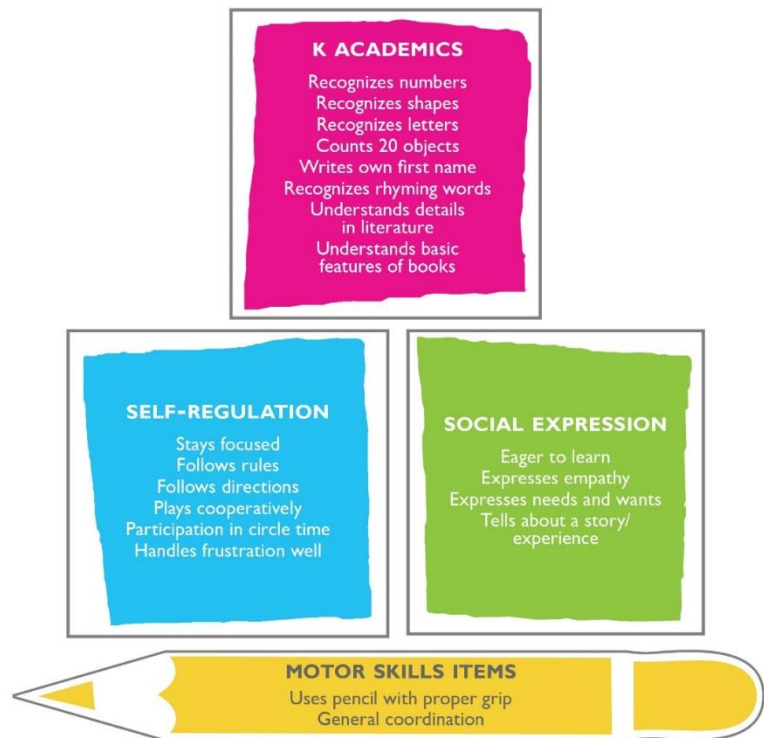 K ACADEMICS
Recognizes numbers
Recognizes shapes
Recognizes letters
Counts 20 objects
Writes own first name
Recognizes rhyming words
Understands details
in literature
Understands basic
features of books
SELF-REGULATION
Stays focused
Follows rules
Follows directions
Plays cooperatively
Participation in circle time
Handles frustration well
SOCIAL EXPRESSION
Eager to learn
Expresses empathy
Expresses needs and wants
Tells about a story/
experience
MOTOR SKILLS ITEMS
Uses pencil with proper grip
General coordination